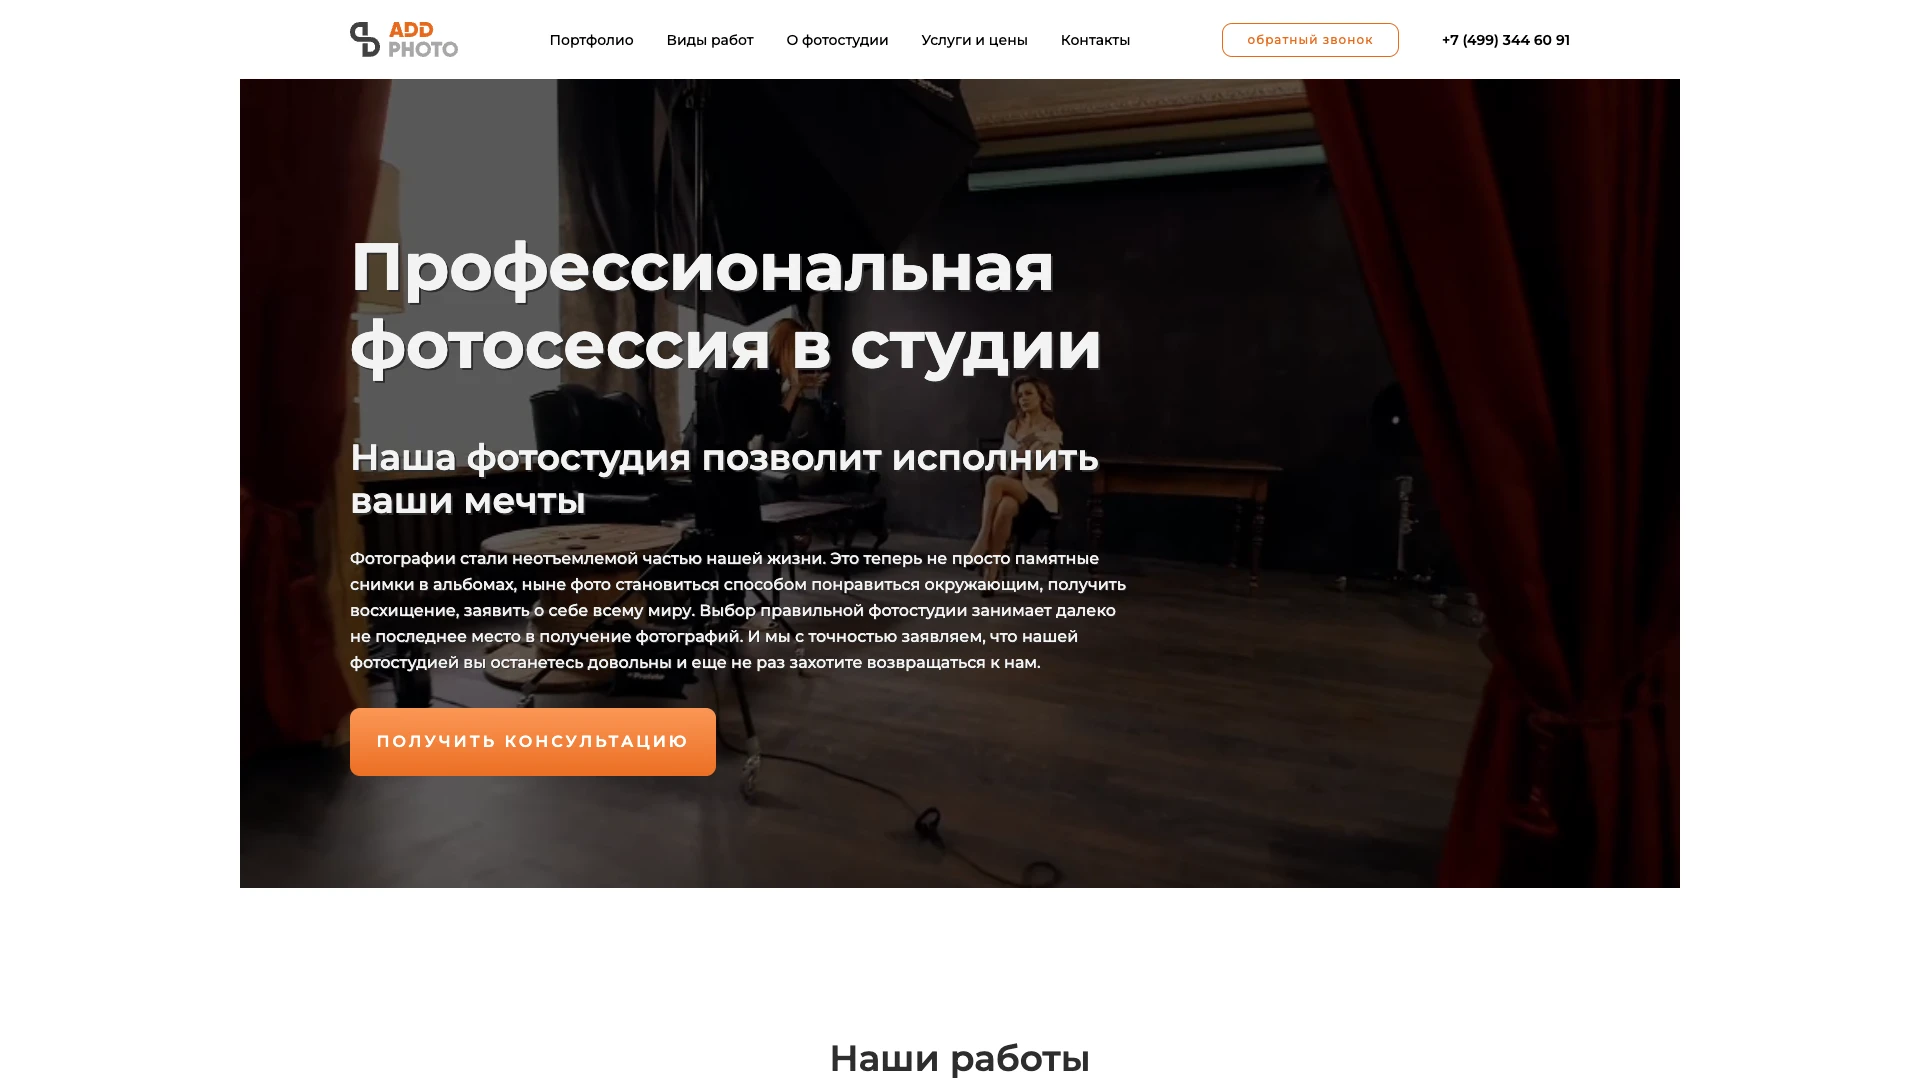 ADD
PHOTO
Портфолио Виды работ О фотостудии Услуги и цены Контакты обратный звонок +7 (499) 344 60 91
Профессиональная
фотосессия в студии
Наша фотостудия позволит исполнить
ваши мечты
Фотографии стали неотъемлемой частью нашей жизни. Это теперь не просто памятные
снимки в альбомах, ныне фото становиться способом понравиться окружающим, получить
восхищение, заявить о себе всему миру. Выбор правильной фотостудии занимает далеко
не последнее место в получение фотографий. И мы с точностью заявляем, что нашей
фотостудией вы останетесь довольны и еще не раз захотите возвращаться к нам.
ПОЛУЧИТЬ КОНСУЛЬТАЦИЮ
Наши работы